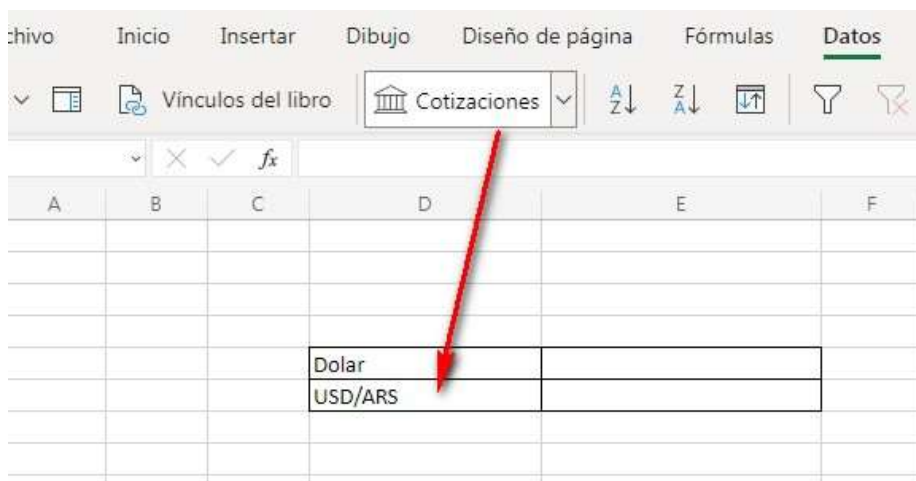 chivo Inicio Insertar Dibujo Diseño de página Fórmulas Datos
Vínculos del libro Cotizaciones A Z Z A
fx
A B C D E F
Dolar
USD/ARS